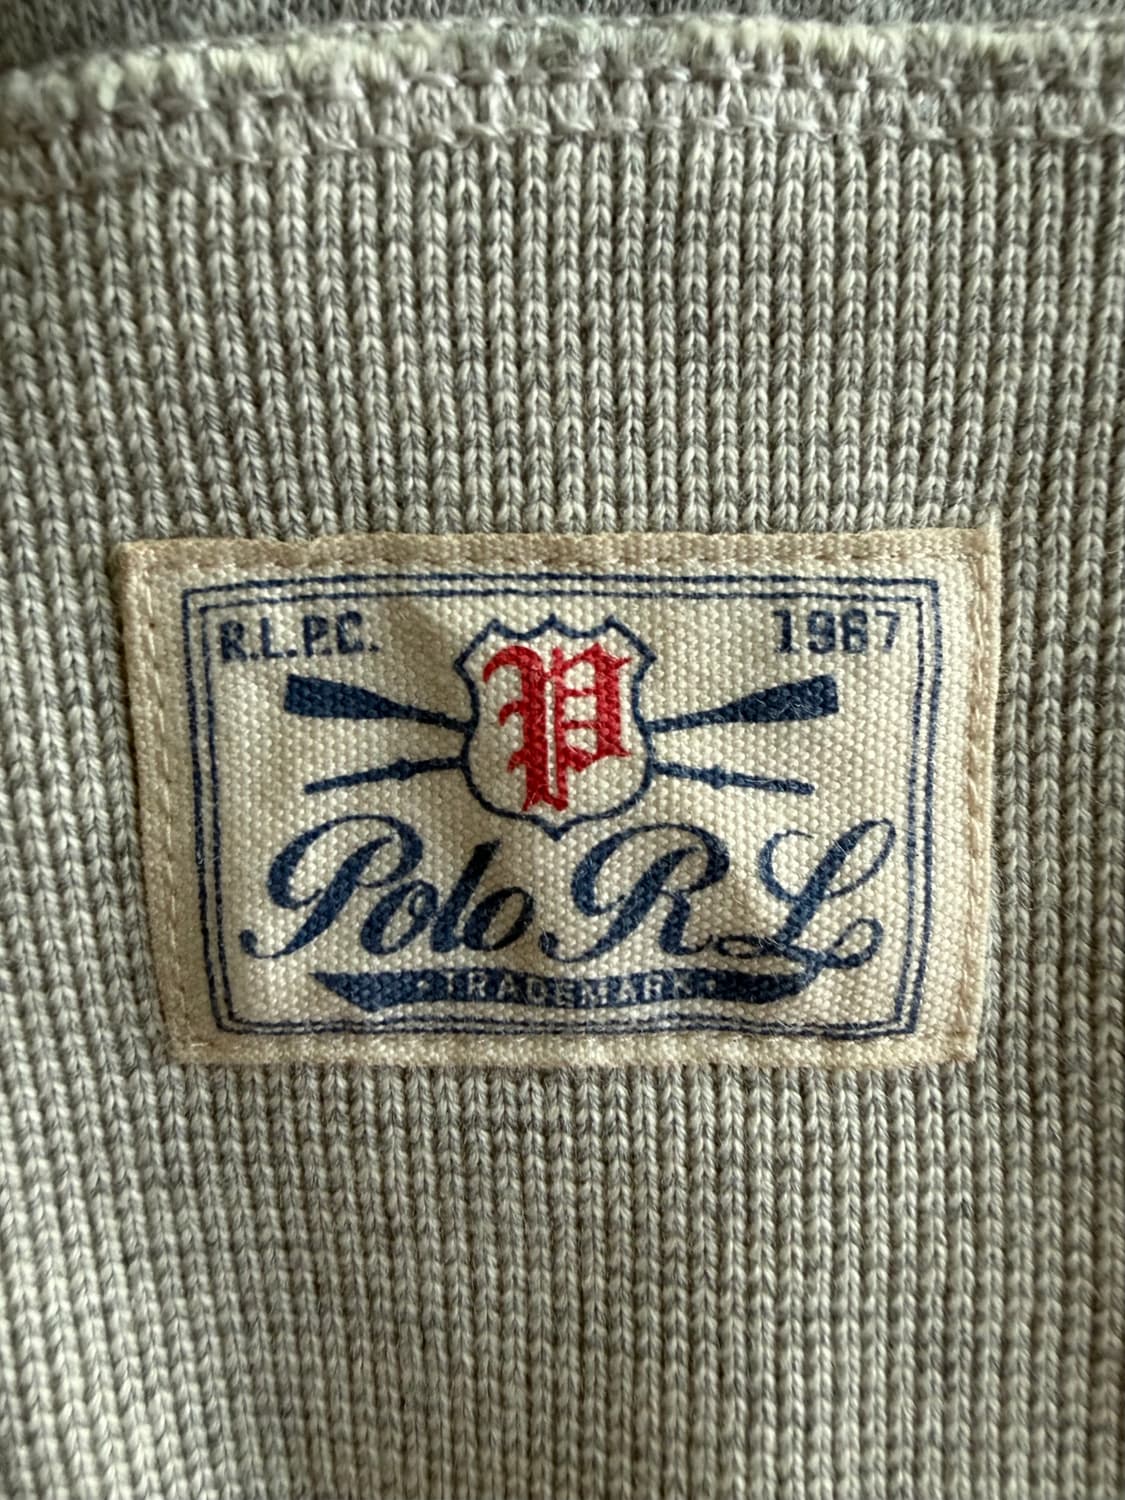 R.L.P.C. 1967
P
Polo R L
• TRADEMARK •